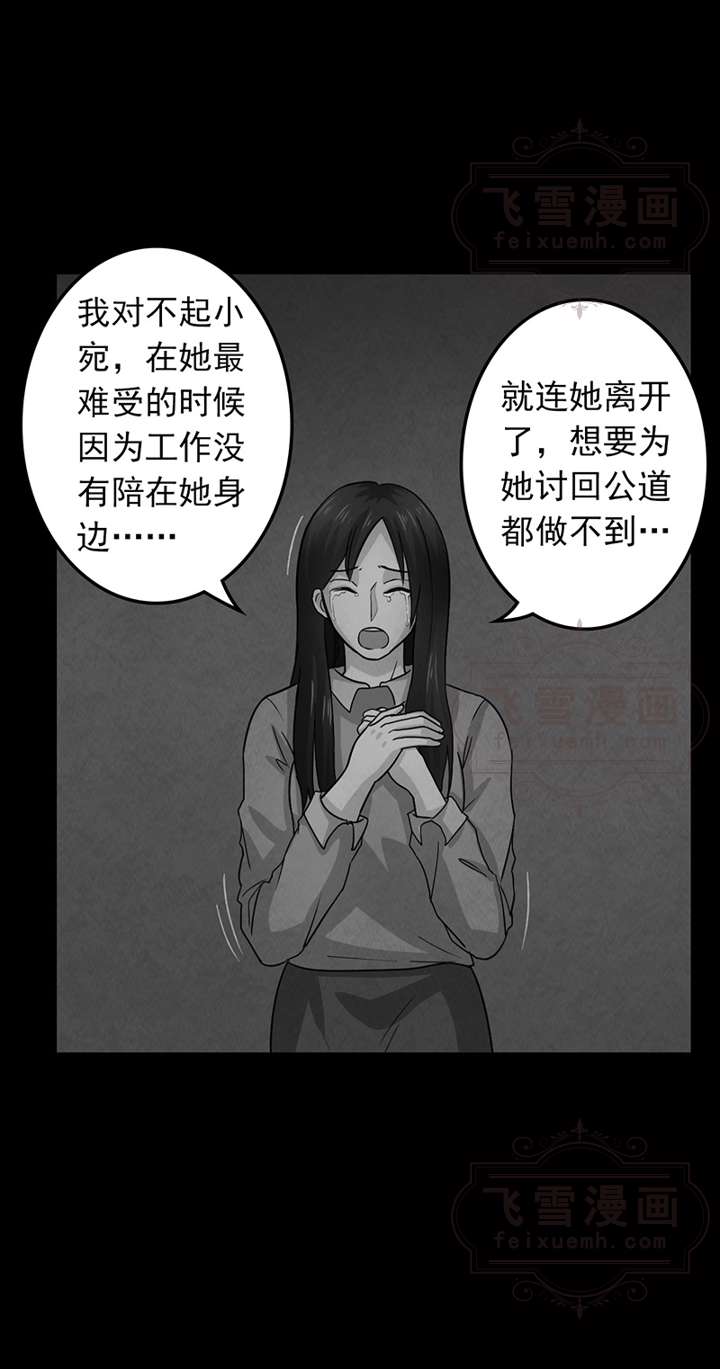 飞雪漫画
feixuemh.com
我对不起小
宛，在她最
难受的时候
因为工作没
有陪在她身
边……
就连她离开
了，想要为
她讨回公道
都做不到…
飞雪漫画
feixuemh.com
飞雪漫画
feixuemh.com